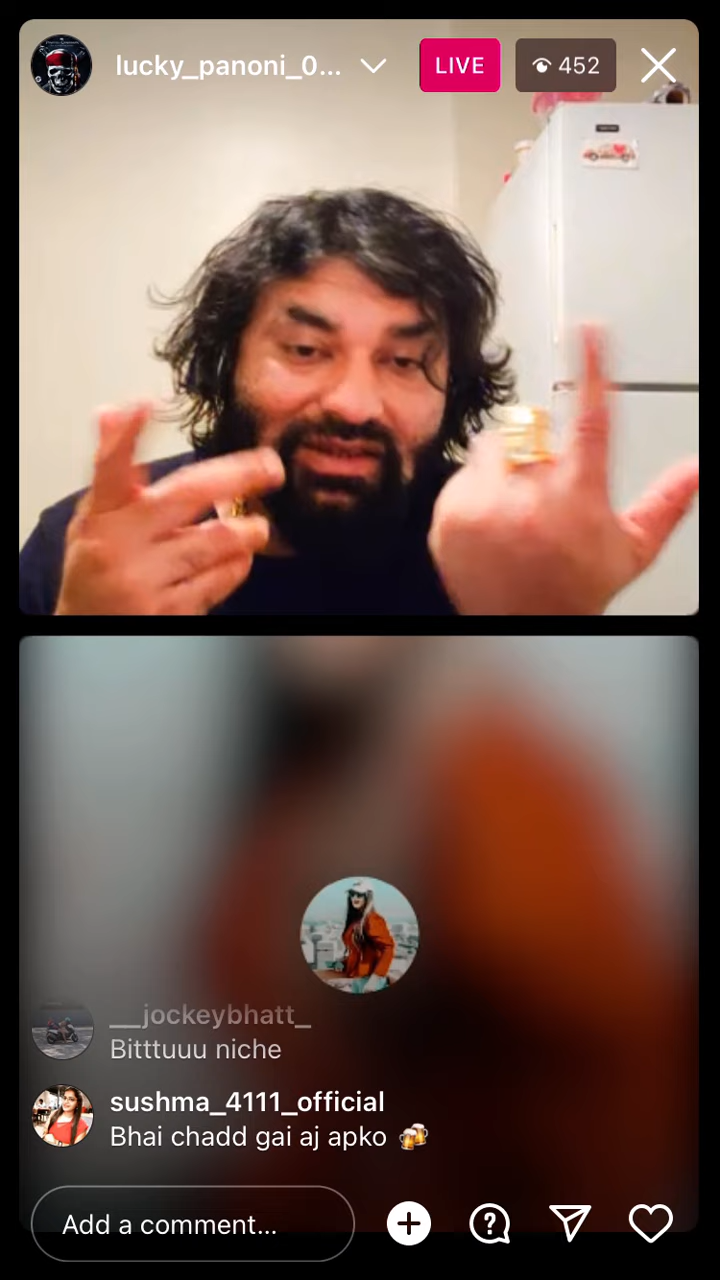 lucky_panoni_0...
LIVE
452
__jockeybhatt_
Bitttuuu niche
sushma_4111_official
Bhai chadd gai aj apko 🍻
Add a comment...